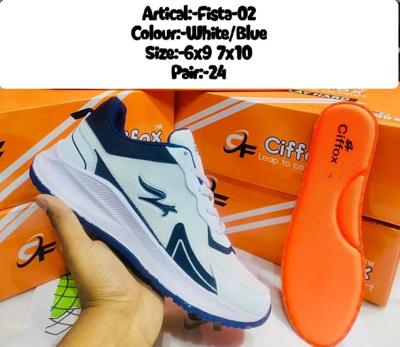 Artical:-Fista-02
Colour:-White/Blue
Size:-6x9 7x10
Pair:-24
Ciffox
Leap to co
Ciffox